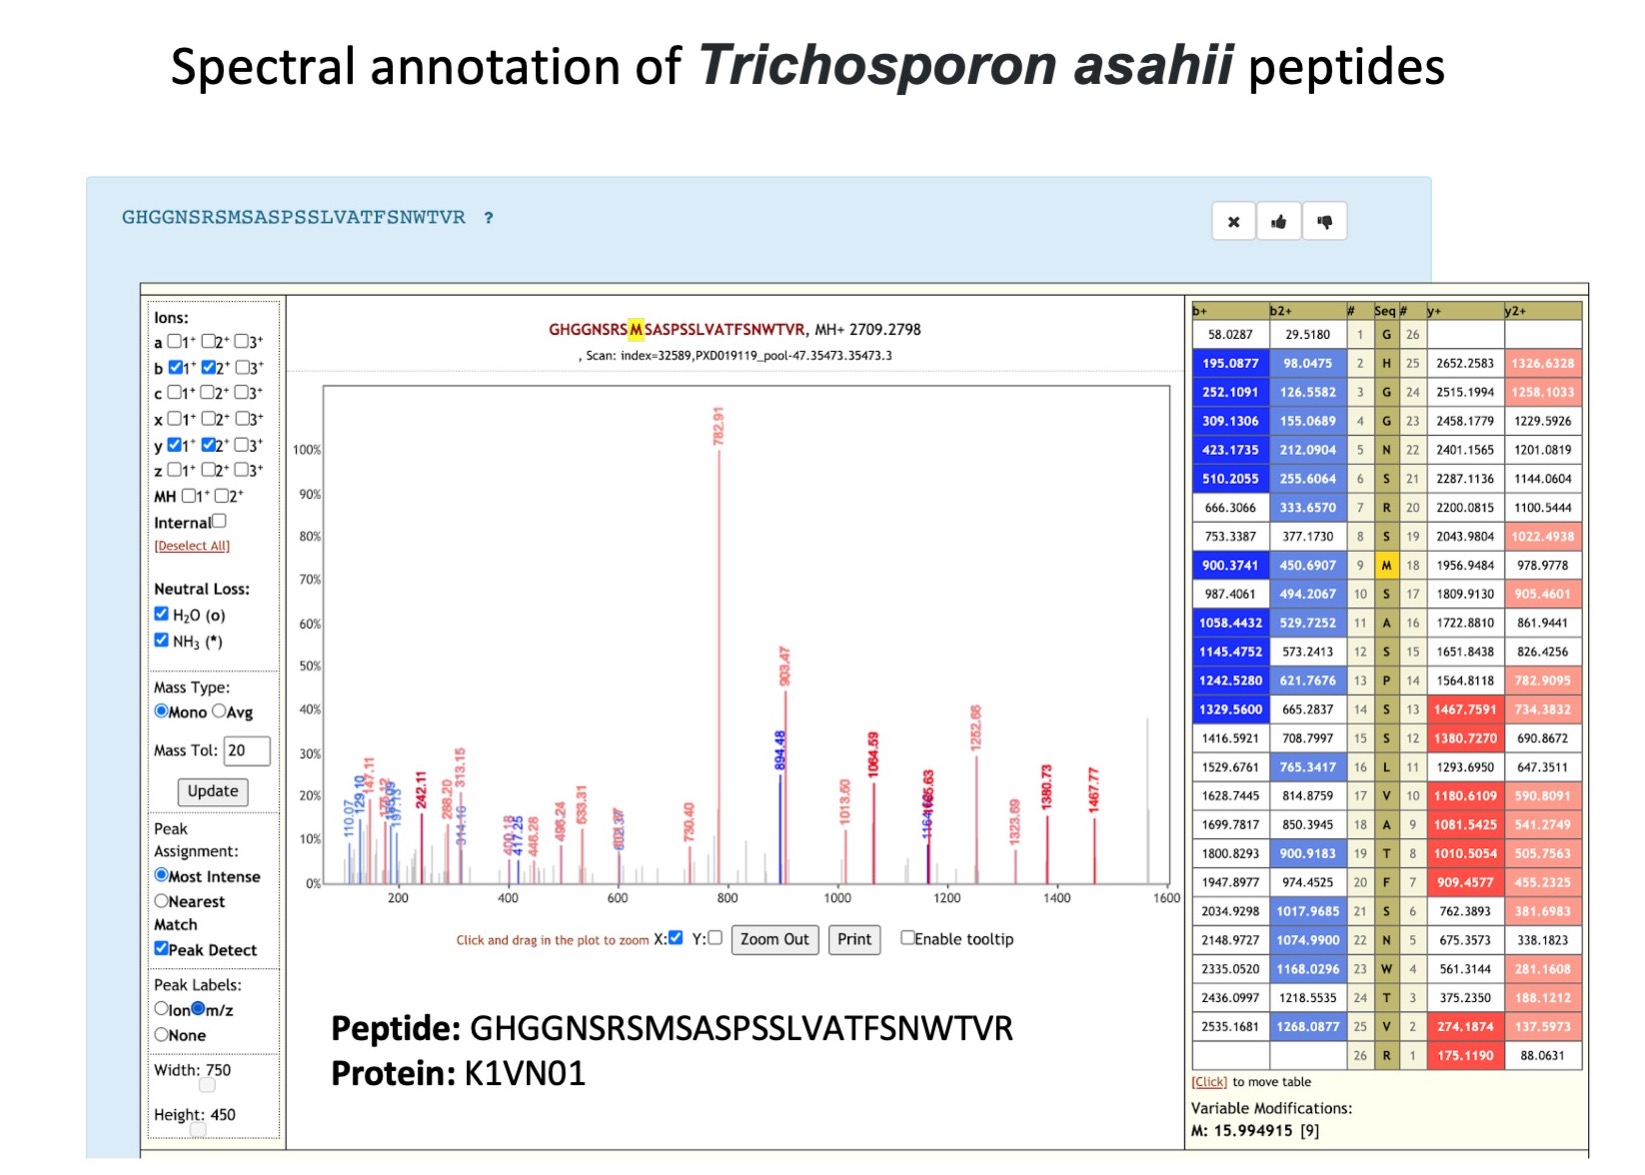 Spectral annotation of Trichosporon asahii peptides
GHGGNSRSMSASPSSLVATFSNWTVR ?
Ions:
a 1+ 2+ 3+
b 1+ 2+ 3+
c 1+ 2+ 3+
x 1+ 2+ 3+
y 1+ 2+ 3+
z 1+ 2+ 3+
MH 1+ 2+
Internal
[Deselect All]
Neutral Loss:
H2O (o)
NH3 (*)
Mass Type:
Mono Avg
Mass Tol: 20
Update
Peak
Assignment:
Most Intense
Nearest
Match
Peak Detect
Peak Labels:
Ion m/z
None
Width: 750
Height: 450
GHGGNSRSMSASPSSLVATFSNWTVR, MH+ 2709.2798
, Scan: index=32589,PXD019119_pool-47.35473.35473.3
100%
90%
80%
70%
60%
50%
40%
30%
20%
10%
0%
110.07
129.10
147.11
242.11
288.20
313.15
314.16
400.18
417.25
446.28
496.24
533.31
730.40
782.91
894.48
903.47
1013.50
1064.59
1252.66
1323.69
1380.73
1467.77
200 400 600 800 1000 1200 1400 1600
Click and drag in the plot to zoom X: Y: Zoom Out Print Enable tooltip
Peptide: GHGGNSRSMSASPSSLVATFSNWTVR
Protein: K1VN01
b+ b2+ # Seq # y+ y2+
58.0287 29.5180 1 G 26
195.0877 98.0475 2 H 25 2652.2583 1326.6328
252.1091 126.5582 3 G 24 2515.1994 1258.1033
309.1306 155.0689 4 G 23 2458.1779 1229.5926
423.1735 212.0904 5 N 22 2401.1565 1201.0819
510.2055 255.6064 6 S 21 2287.1136 1144.0604
666.3066 333.6570 7 R 20 2200.0815 1100.5444
753.3387 377.1730 8 S 19 2043.9804 1022.4938
900.3741 450.6907 9 M 18 1956.9484 978.9778
987.4061 494.2067 10 S 17 1809.9130 905.4601
1058.4432 529.7252 11 A 16 1722.8810 861.9441
1145.4752 573.2413 12 S 15 1651.8438 826.4256
1242.5280 621.7676 13 P 14 1564.8118 782.9095
1329.5600 665.2837 14 S 13 1467.7591 734.3832
1416.5921 708.7997 15 S 12 1380.7270 690.8672
1529.6761 765.3417 16 L 11 1293.6950 647.3511
1628.7445 814.8759 17 V 10 1180.6109 590.8091
1699.7817 850.3945 18 A 9 1081.5425 541.2749
1800.8293 900.9183 19 T 8 1010.5054 505.7563
1947.8977 974.4525 20 F 7 909.4577 455.2325
2034.9298 1017.9685 21 S 6 762.3893 381.6983
2148.9727 1074.9900 22 N 5 675.3573 338.1823
2335.0520 1168.0296 23 W 4 561.3144 281.1608
2436.0997 1218.5535 24 T 3 375.2350 188.1212
2535.1681 1268.0877 25 V 2 274.1874 137.5973
26 R 1 175.1190 88.0631
[Click] to move table
Variable Modifications:
M: 15.994915 [9]